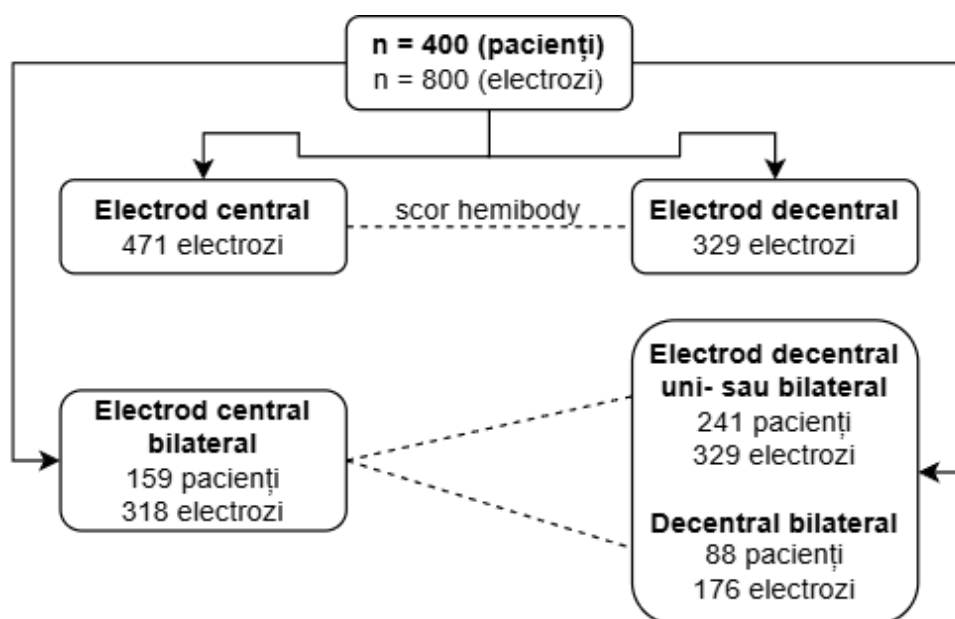 n = 400 (pacienți)
n = 800 (electrozi)
Electrod central
471 electrozi
scor hemibody
Electrod decentral
329 electrozi
Electrod central
bilateral
159 pacienți
318 electrozi
Electrod decentral
uni- sau bilateral
241 pacienți
329 electrozi
Decentral bilateral
88 pacienți
176 electrozi